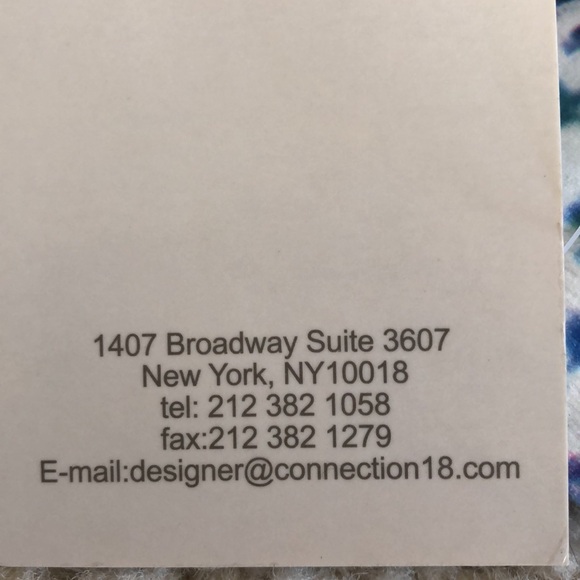 1407 Broadway Suite 3607
New York, NY10018
tel: 212 382 1058
fax:212 382 1279
E-mail:designer@connection18.com